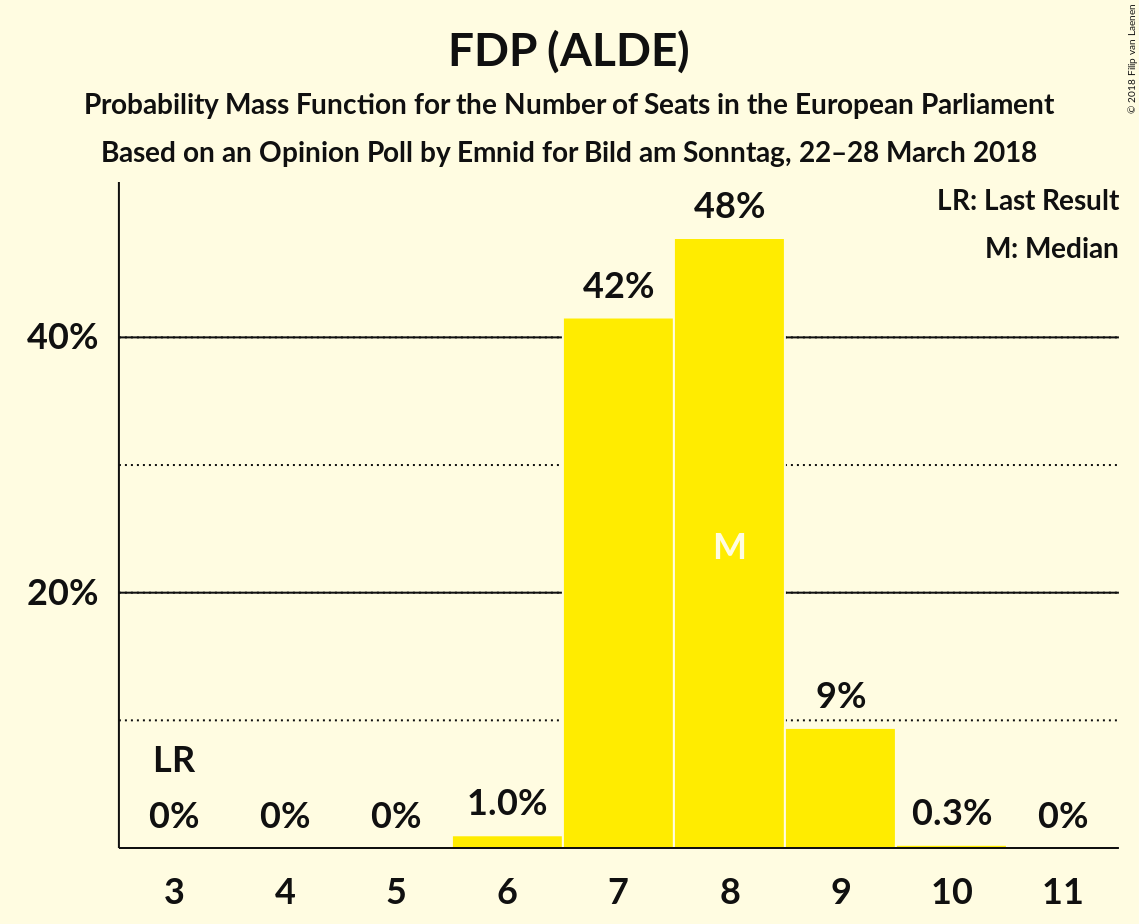 FDP (ALDE)
Probability Mass Function for the Number of Seats in the European Parliament
Based on an Opinion Poll by Emnid for Bild am Sonntag, 22–28 March 2018
© 2018 Filip van Laenen
LR: Last Result
M: Median
48%
42%
40%
M
20%
9%
LR
0%
0%
0%
1.0%
0.3%
0%
3 4 5 6 7 8 9 10 11